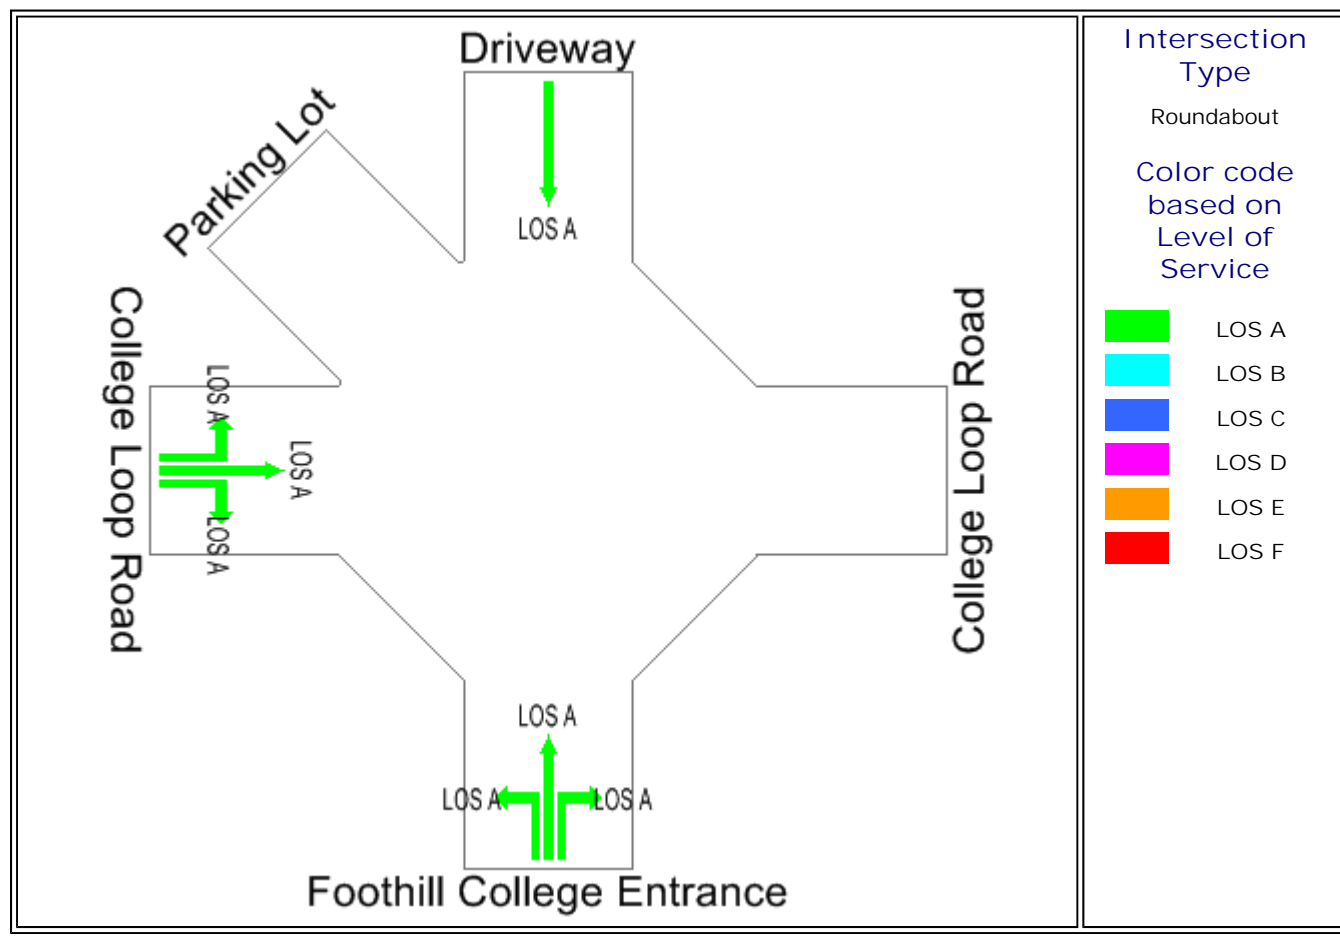 Driveway
Parking Lot
LOS A
College Loop Road
LOS A
LOS A
LOS A
College Loop Road
LOS A
LOS A
LOS A
Foothill College Entrance
Intersection
Type
Roundabout
Color code
based on
Level of
Service
LOS A
LOS B
LOS C
LOS D
LOS E
LOS F